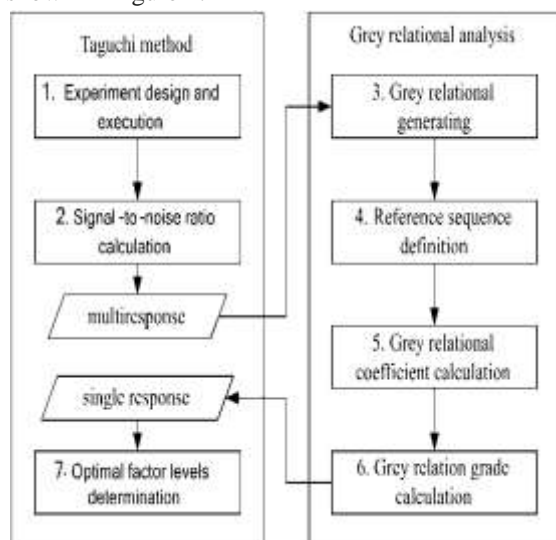 Taguchi method
1. Experiment design and
execution
2. Signal -to -noise ratio
calculation
multiresponse
single response
7. Optimal factor levels
determination
Grey relational analysis
3. Grey relational
generating
4. Reference sequence
definition
5. Grey relational
coefficient calculation
6. Grey relation grade
calculation